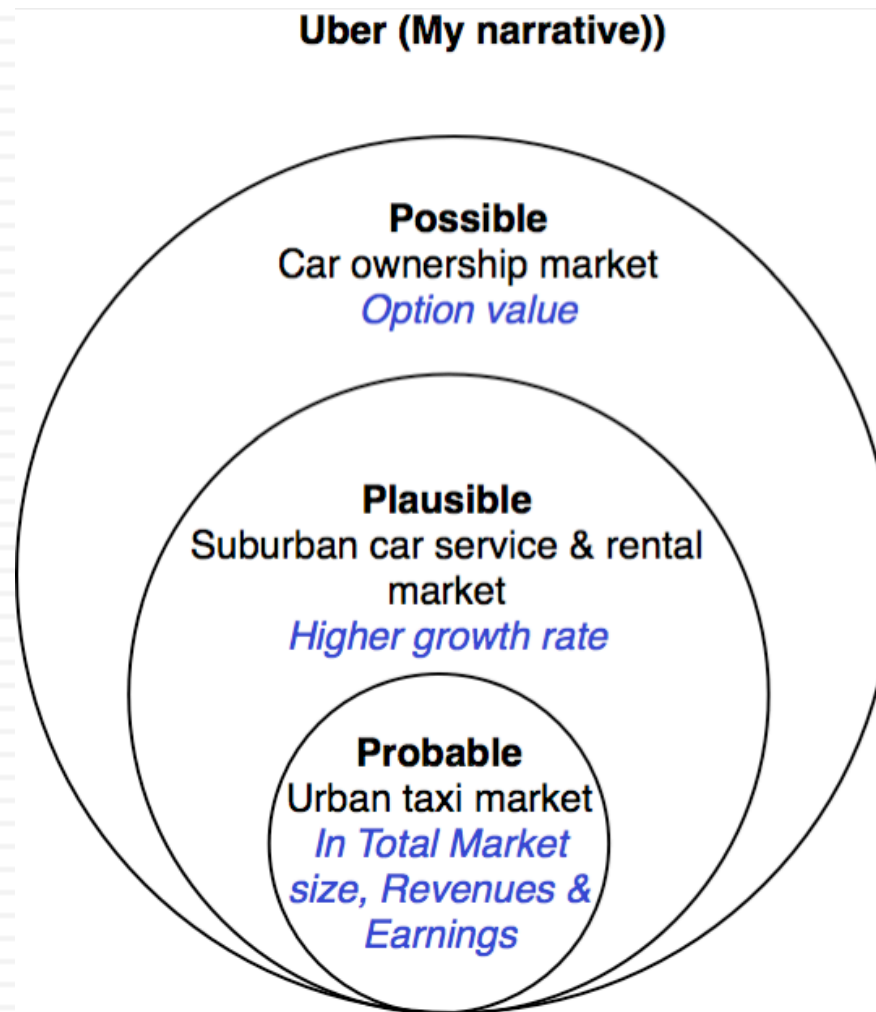 Uber (My narrative))
Possible
Car ownership market
Option value
Plausible
Suburban car service & rental
market
Higher growth rate
Probable
Urban taxi market
In Total Market
size, Revenues &
Earnings